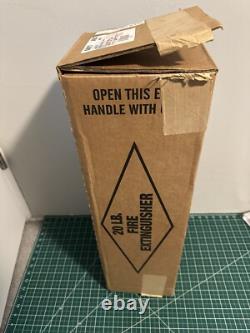 OPEN THIS E
HANDLE WITH
20 LB.
FIRE
EXTINGUISHER